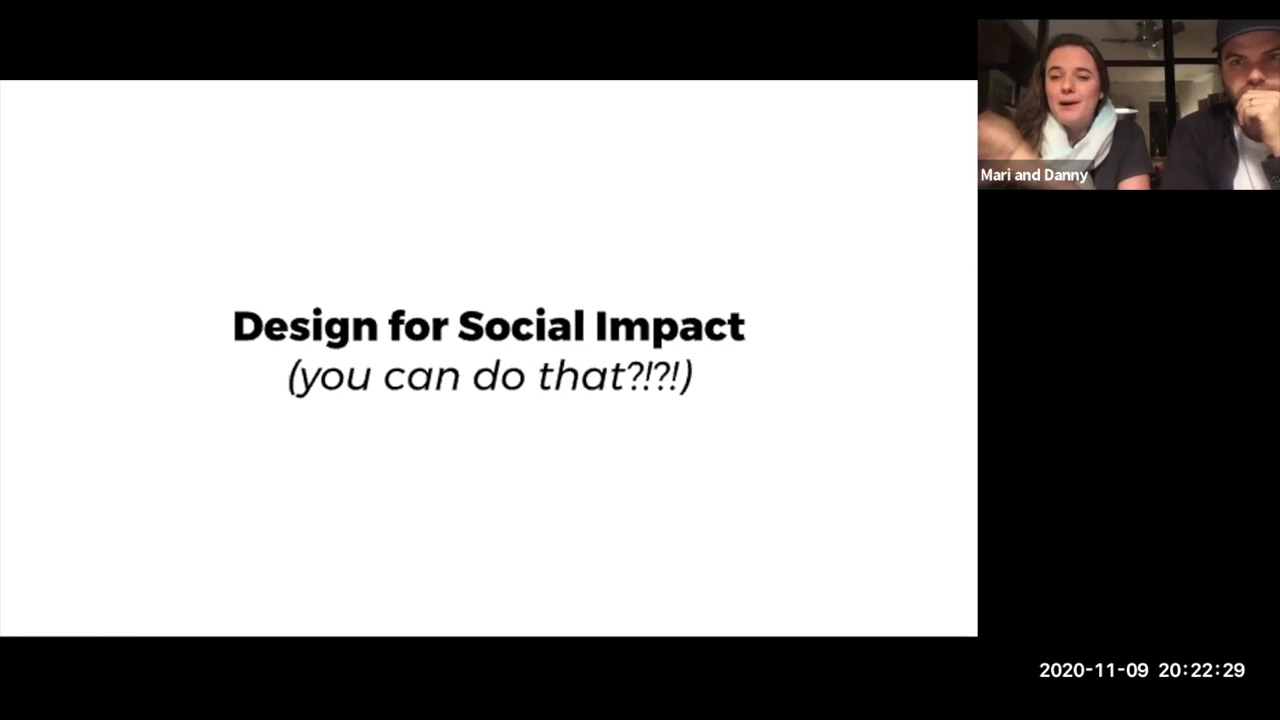 Mari and Danny
Design for Social Impact
(you can do that?!?!)
2020-11-09 20:22:29